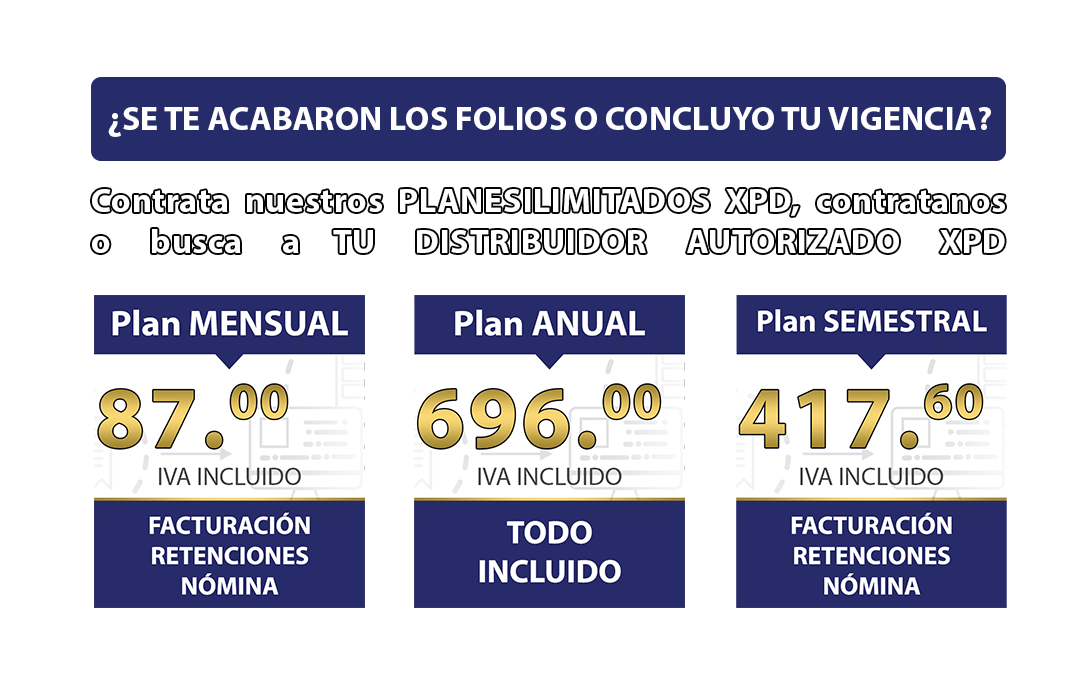 ¿SE TE ACABARON LOS FOLIOS O CONCLUYO TU VIGENCIA?
Contrata nuestros PLANESILIMITADOS XPD, contratanos
o busca a TU DISTRIBUIDOR AUTORIZADO XPD
Plan MENSUAL
87.00
IVA INCLUIDO
FACTURACIÓN
RETENCIONES
NÓMINA
Plan ANUAL
696.00
IVA INCLUIDO
TODO
INCLUIDO
Plan SEMESTRAL
417.60
IVA INCLUIDO
FACTURACIÓN
RETENCIONES
NÓMINA